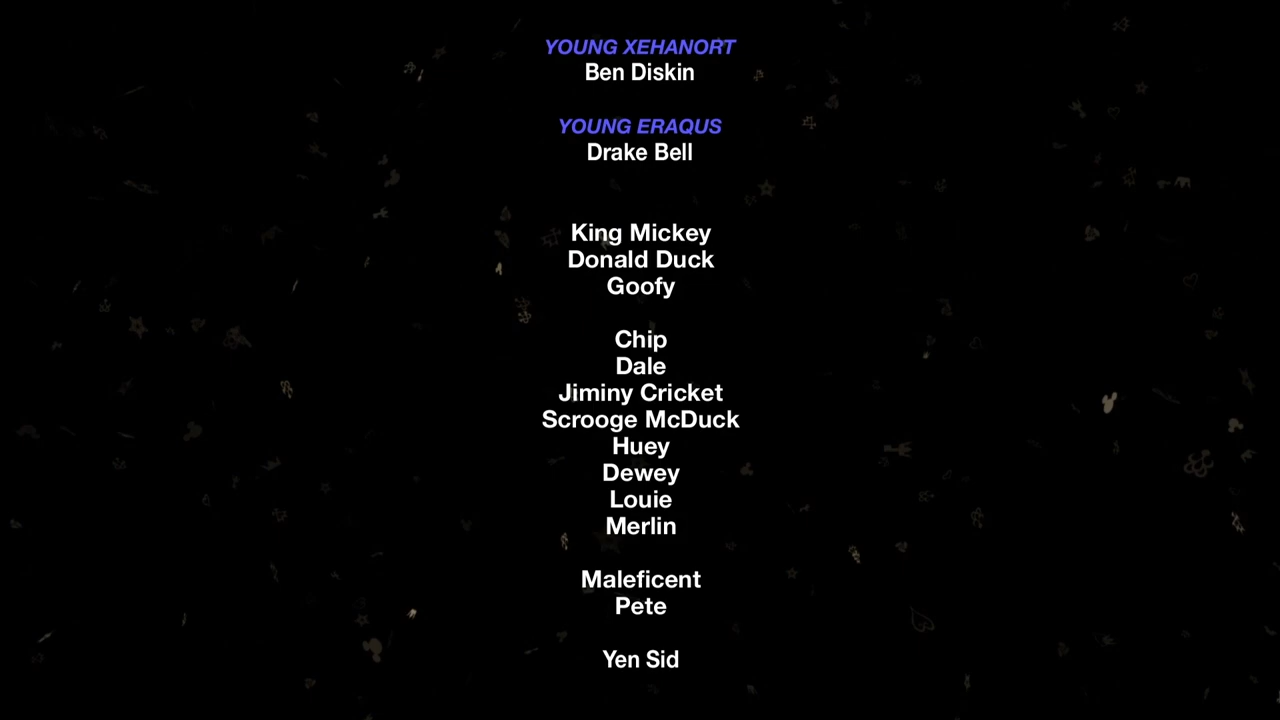 YOUNG XEHANORT
Ben Diskin
YOUNG ERAQUS
Drake Bell
King Mickey
Donald Duck
Goofy
Chip
Dale
Jiminy Cricket
Scrooge McDuck
Huey
Dewey
Louie
Merlin
Maleficent
Pete
Yen Sid